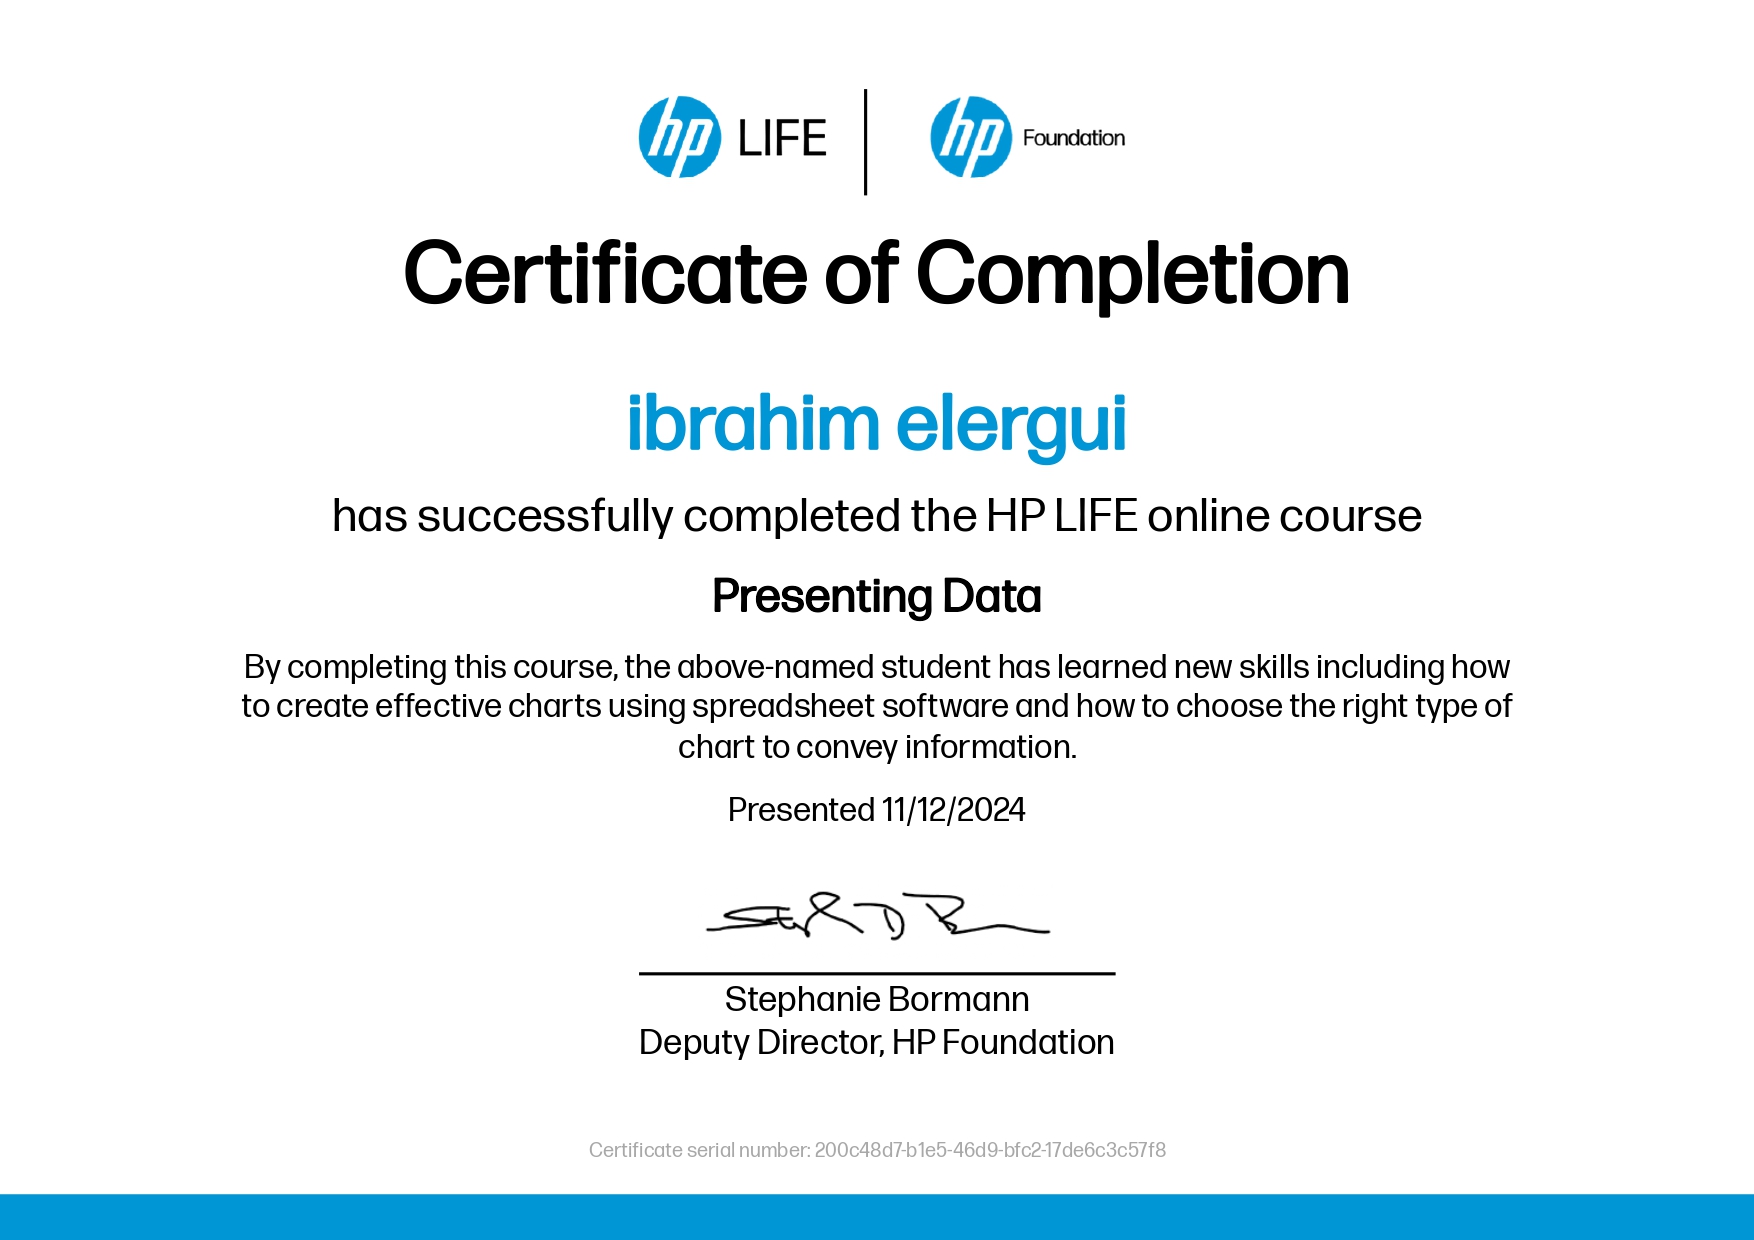 hp LIFE hp Foundation
Certificate of Completion
ibrahim elergui
has successfully completed the HP LIFE online course
Presenting Data
By completing this course, the above-named student has learned new skills including how
to create effective charts using spreadsheet software and how to choose the right type of
chart to convey information.
Presented 11/12/2024
Stephanie Bormann
Deputy Director, HP Foundation
Certificate serial number: 200c48d7-b1e5-46d9-bfc2-17de6c3c57f8